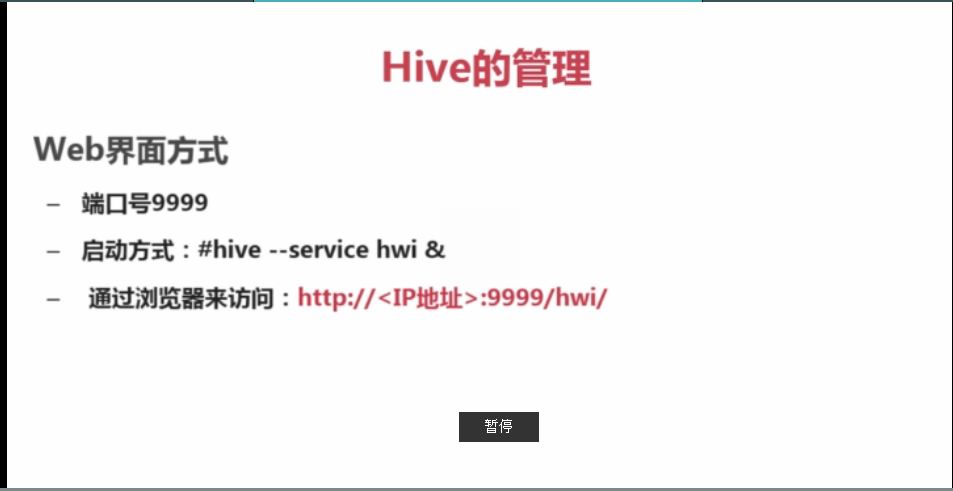 Hive的管理
Web界面方式
– 端口号9999
– 启动方式：#hive --service hwi &
– 通过浏览器来访问：http://<IP地址>:9999/hwi/
暂停